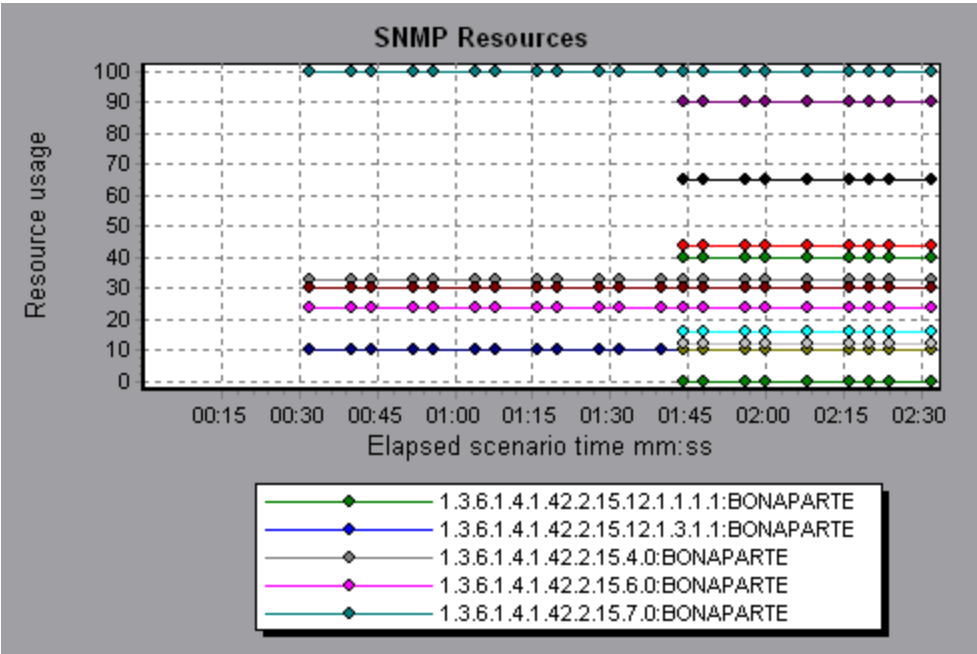 SNMP Resources
Resource usage
100
90
80
70
60
50
40
30
20
10
0
00:15 00:30 00:45 01:00 01:15 01:30 01:45 02:00 02:15 02:30
Elapsed scenario time mm:ss
1.3.6.1.4.1.42.2.15.12.1.1.1.1:BONAPARTE
1.3.6.1.4.1.42.2.15.12.1.3.1.1:BONAPARTE
1.3.6.1.4.1.42.2.15.4.0:BONAPARTE
1.3.6.1.4.1.42.2.15.6.0:BONAPARTE
1.3.6.1.4.1.42.2.15.7.0:BONAPARTE